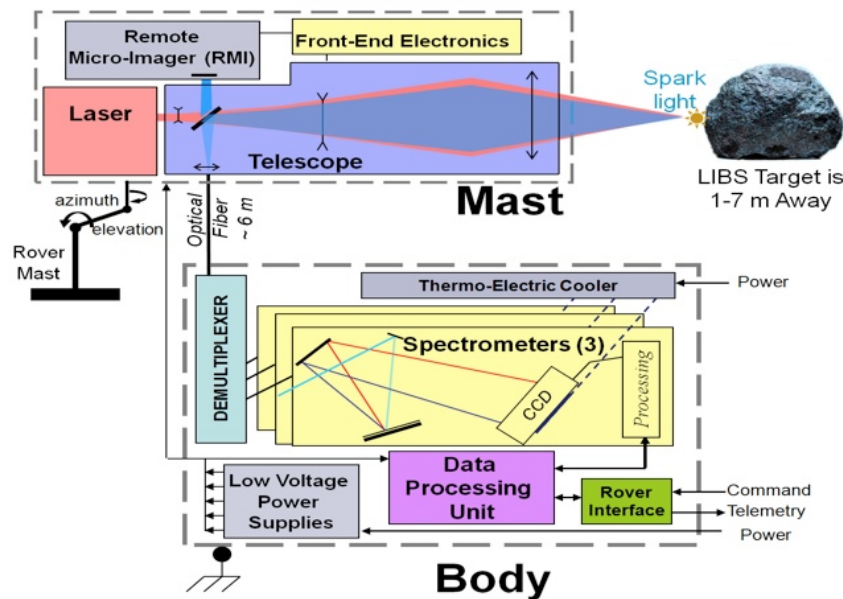 Remote
Micro-Imager (RMI)
Front-End Electronics
Laser
Telescope
Spark
light
LIBS Target is
1-7 m Away
Mast
azimuth
elevation
Rover
Mast
Optical
Fiber
~ 6 m
Thermo-Electric Cooler
Power
DEMULTIPLEXER
Spectrometers (3)
CCD
Processing
Low Voltage
Power
Supplies
Data
Processing
Unit
Rover
Interface
Command
Telemetry
Power
Body